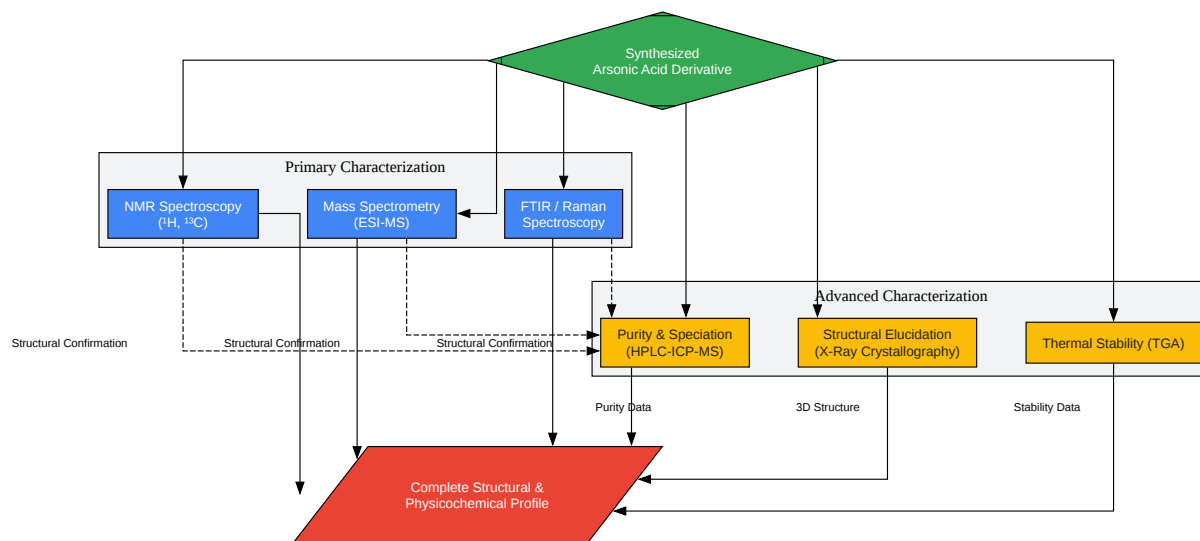 Synthesized
Arsonic Acid Derivative
Primary Characterization
NMR Spectroscopy
(¹H, ¹³C)
Mass Spectrometry
(ESI-MS)
FTIR / Raman
Spectroscopy
Advanced Characterization
Purity & Speciation
(HPLC-ICP-MS)
Structural Elucidation
(X-Ray Crystallography)
Thermal Stability (TGA)
Structural Confirmation
Structural Confirmation
Structural Confirmation
Purity Data
3D Structure
Stability Data
Complete Structural &
Physicochemical Profile